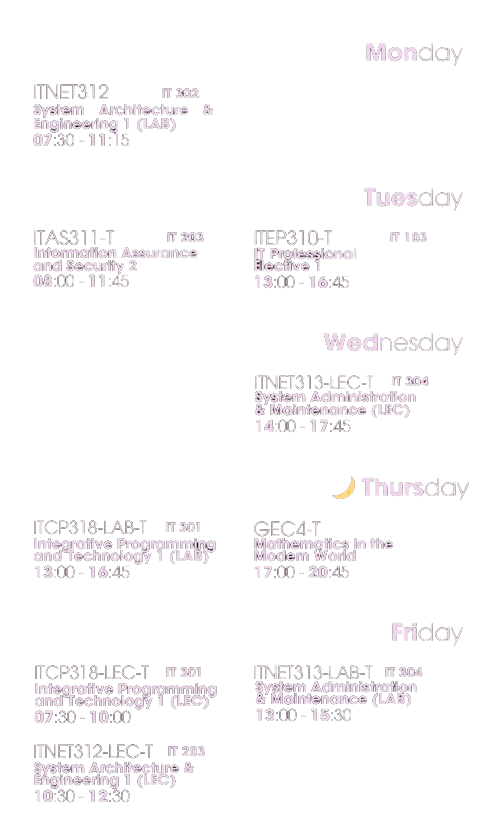 Monday
ITNET312 IT 302
System Architecture &
Engineering 1 (LAB)
07:30 - 11:15
Tuesday
ITAS311-T IT 203
Information Assurance
and Security 2
08:00 - 11:45
ITEP310-T IT 103
IT Professional
Elective 1
13:00 - 16:45
Wednesday
ITNET313-LEC-T IT 304
System Administration
& Maintenance (LEC)
14:00 - 17:45
Thursday
ITCP318-LAB-T IT 301
Integrative Programming
and Technology 1 (LAB)
13:00 - 16:45
GEC4-T
Mathematics in the
Modern World
17:00 - 20:45
Friday
ITCP318-LEC-T IT 301
Integrative Programming
and Technology 1 (LEC)
07:30 - 10:00
ITNET313-LAB-T IT 304
System Administration
& Maintenance (LAB)
13:00 - 15:30
ITNET312-LEC-T IT 203
System Architecture &
Engineering 1 (LEC)
10:30 - 12:30